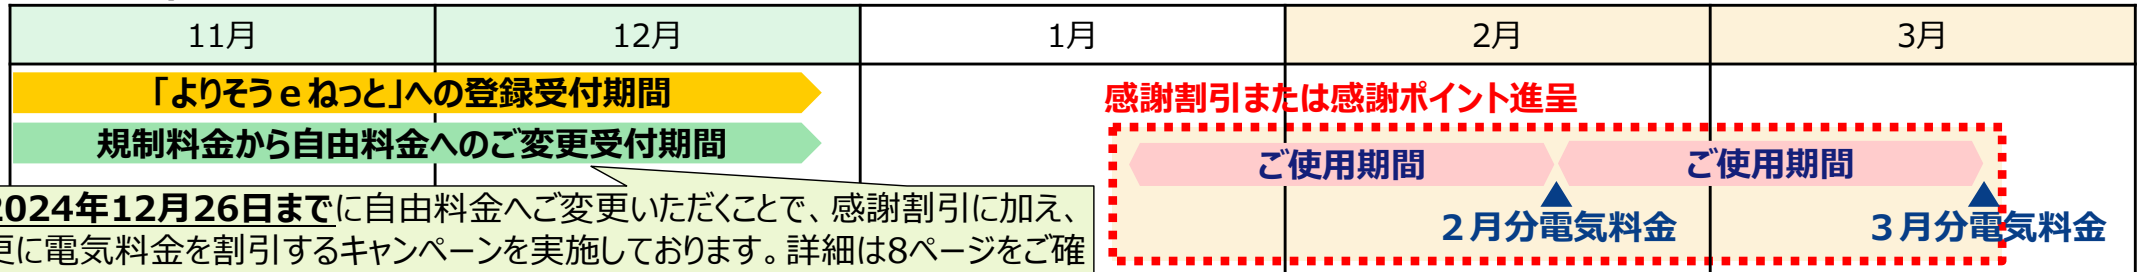 11月 12月 1月 2月 3月
「よりそうｅねっと」への登録受付期間
規制料金から自由料金へのご変更受付期間
感謝割引または感謝ポイント進呈
ご使用期間 ご使用期間
２月分電気料金 ３月分電気料金
2024年12月26日までに自由料金へご変更いただくことで、感謝割引に加え、
更に電気料金を割引するキャンペーンを実施しております。詳細は8ページをご確